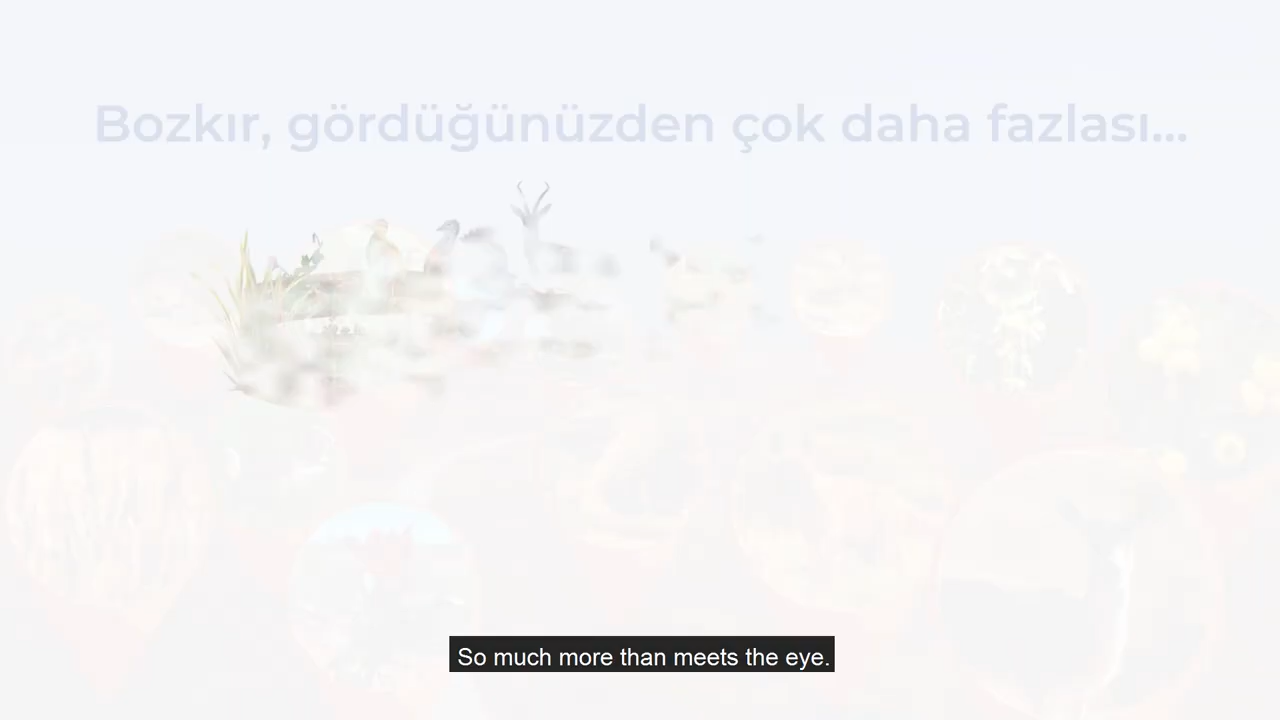 Bozkır, gördüğünüzden çok daha fazlası...
So much more than meets the eye.